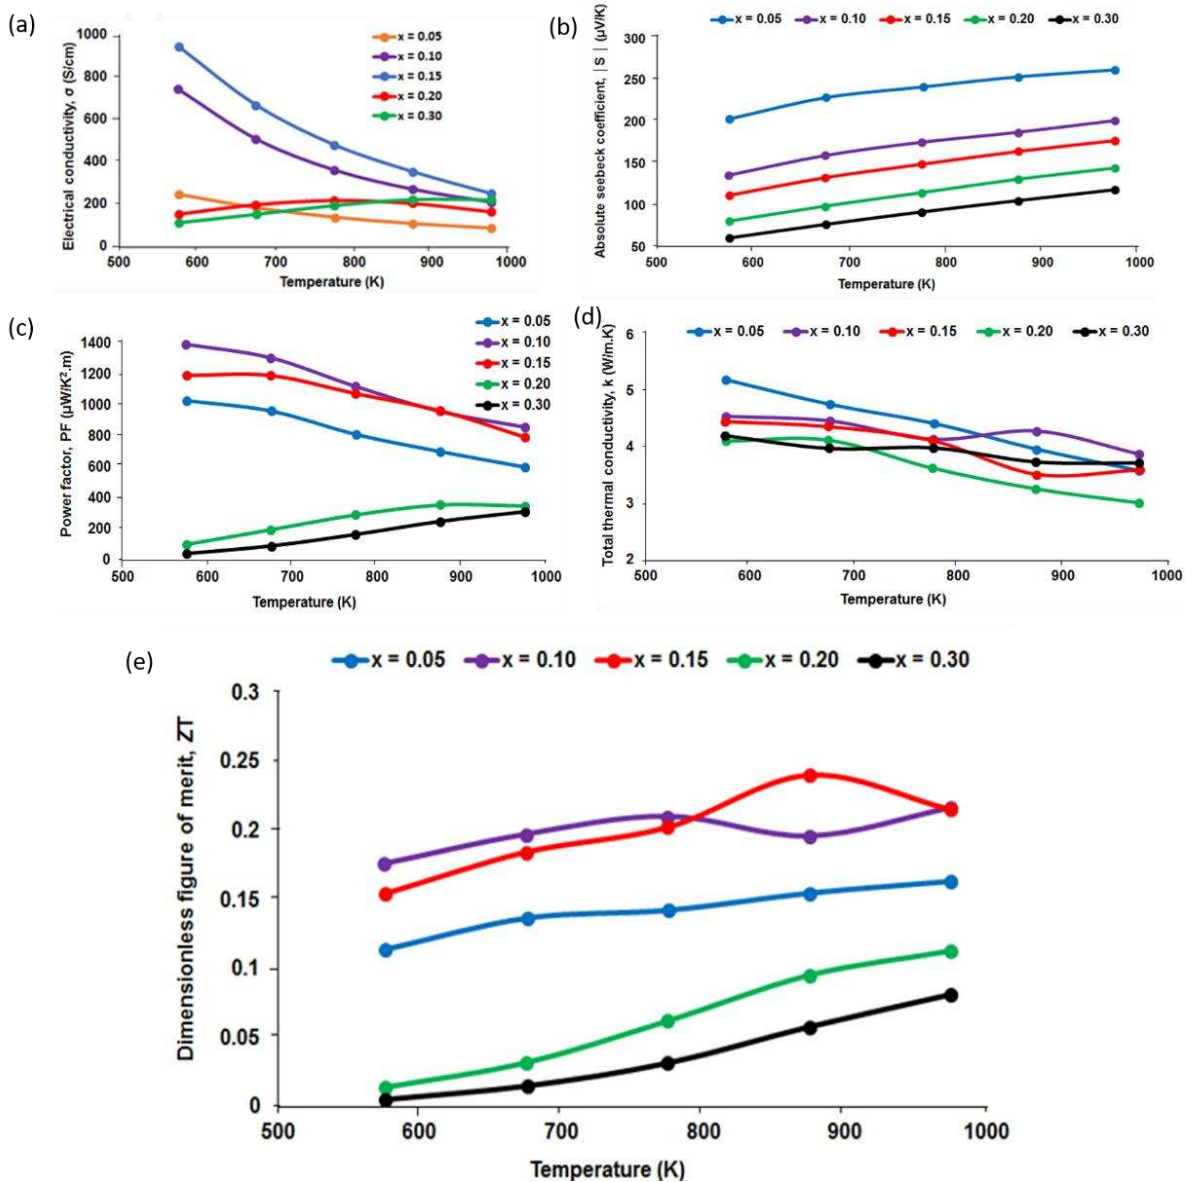 (a)
1000
800
600
400
200
0
500
600
700
800
900
1000
Electrical conductivity, σ (S/cm)
Temperature (K)
x = 0.05
x = 0.10
x = 0.15
x = 0.20
x = 0.30
(b)
x = 0.05 x = 0.10 x = 0.15 x = 0.20 x = 0.30
300
250
200
150
100
50
500 600 700 800 900 1000
Absolute seebeck coefficient, |S| (µV/K)
Temperature (K)
(c)
1400
1200
1000
800
600
400
200
0
500 600 700 800 900 1000
Power factor, PF (µW/K².m)
Temperature (K)
x = 0.05
x = 0.10
x = 0.15
x = 0.20
x = 0.30
(d)
x = 0.05 x = 0.10 x = 0.15 x = 0.20 x = 0.30
6
5
4
3
2
500 600 700 800 900 1000
Total thermal conductivity, k (W/m.K)
Temperature (K)
(e)
x = 0.05 x = 0.10 x = 0.15 x = 0.20 x = 0.30
0.3
0.25
0.2
0.15
0.1
0.05
0
500 600 700 800 900 1000
Dimensionless figure of merit, ZT
Temperature (K)